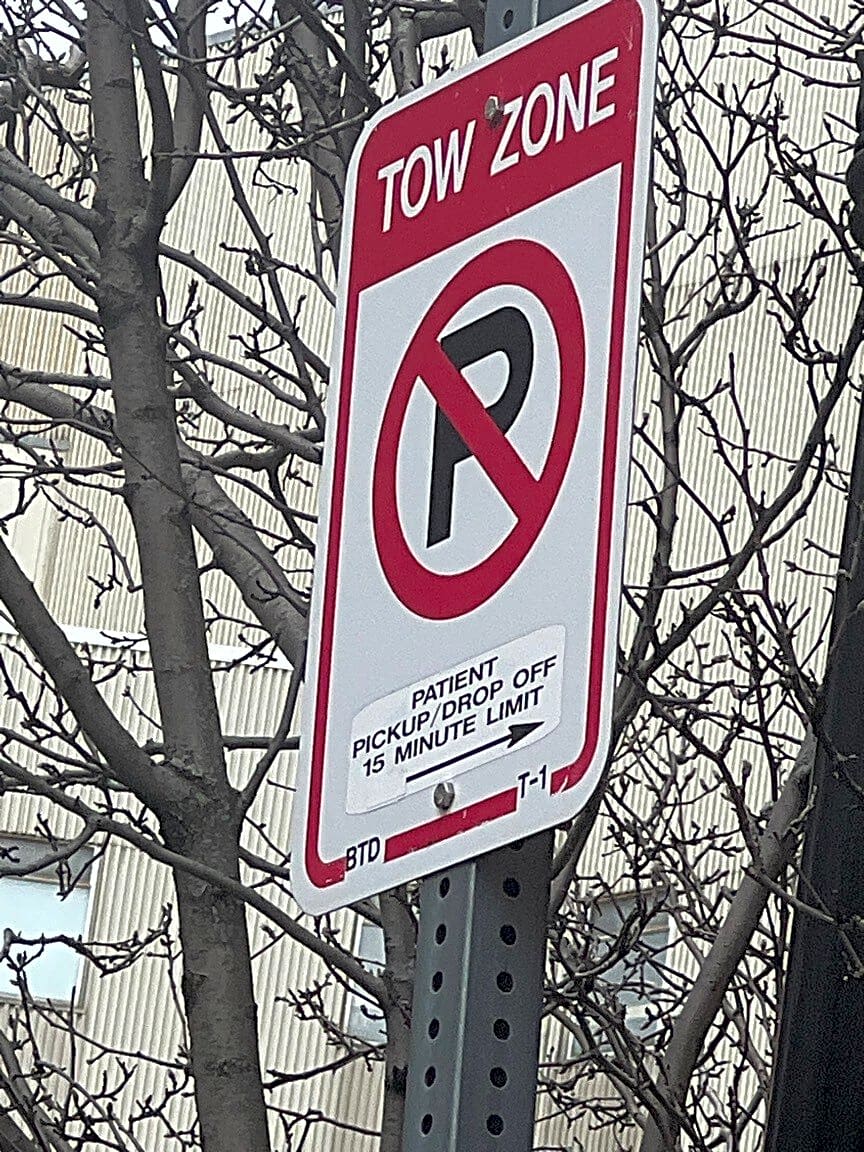 TOW ZONE
P
PATIENT
PICKUP/DROP OFF
15 MINUTE LIMIT
BTD T-1